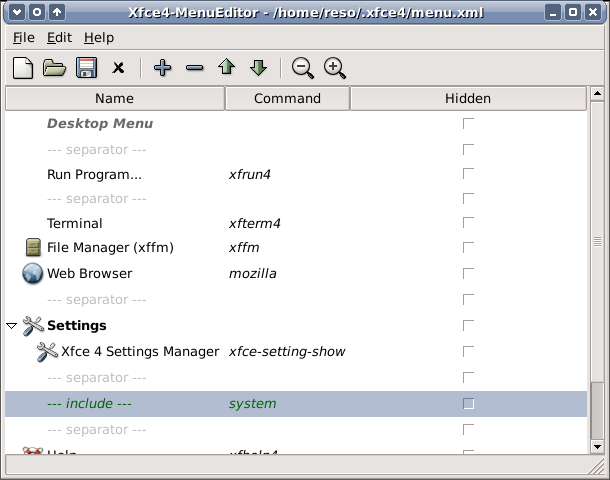 Xfce4-MenuEditor - /home/reso/.xfce4/menu.xml
File Edit Help
Name Command Hidden
Desktop Menu
--- separator ---
Run Program... xfrun4
--- separator ---
Terminal xfterm4
File Manager (xffm) xffm
Web Browser mozilla
--- separator ---
Settings
Xfce 4 Settings Manager xfce-setting-show
--- separator ---
--- include --- system
--- separator ---
Help xfhelp4